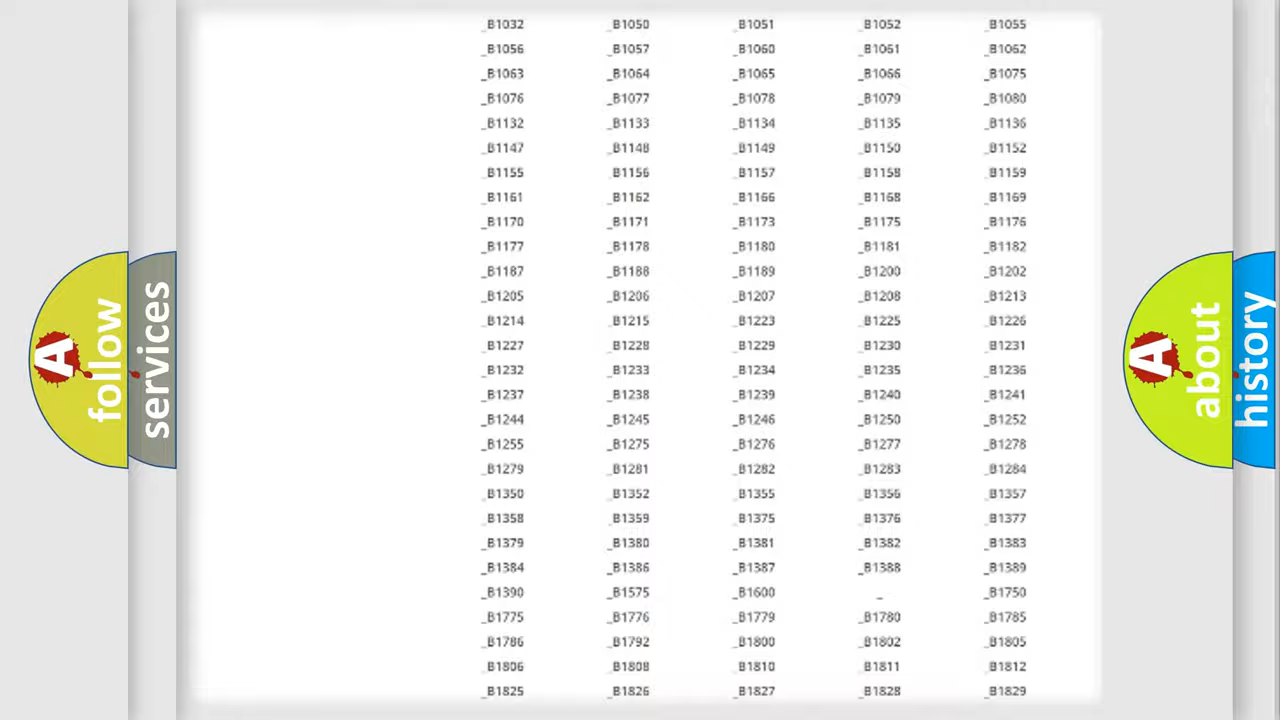 _B1032 _B1050 _B1051 _B1052 _B1055
_B1056 _B1057 _B1060 _B1061 _B1062
_B1063 _B1064 _B1065 _B1066 _B1075
_B1076 _B1077 _B1078 _B1079 _B1080
_B1132 _B1133 _B1134 _B1135 _B1136
_B1147 _B1148 _B1149 _B1150 _B1152
_B1155 _B1156 _B1157 _B1158 _B1159
_B1161 _B1162 _B1166 _B1168 _B1169
_B1170 _B1171 _B1173 _B1175 _B1176
_B1177 _B1178 _B1180 _B1181 _B1182
_B1187 _B1188 _B1189 _B1200 _B1202
_B1205 _B1206 _B1207 _B1208 _B1213
_B1214 _B1215 _B1223 _B1225 _B1226
_B1227 _B1228 _B1229 _B1230 _B1231
_B1232 _B1233 _B1234 _B1235 _B1236
_B1237 _B1238 _B1239 _B1240 _B1241
_B1244 _B1245 _B1246 _B1250 _B1252
_B1255 _B1275 _B1276 _B1277 _B1278
_B1279 _B1281 _B1282 _B1283 _B1284
_B1350 _B1352 _B1355 _B1356 _B1357
_B1358 _B1359 _B1375 _B1376 _B1377
_B1379 _B1380 _B1381 _B1382 _B1383
_B1384 _B1386 _B1387 _B1388 _B1389
_B1390 _B1575 _B1600 _ _B1750
_B1775 _B1776 _B1779 _B1780 _B1785
_B1786 _B1792 _B1800 _B1802 _B1805
_B1806 _B1808 _B1810 _B1811 _B1812
_B1825 _B1826 _B1827 _B1828 _B1829
A follow
services
A about
history